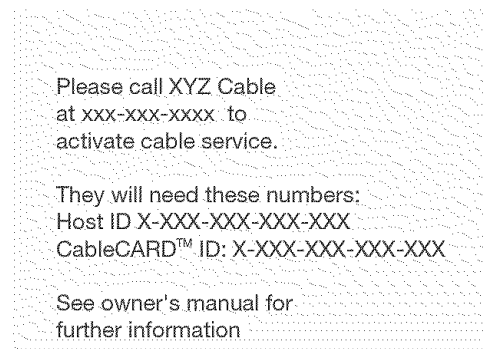 Please call XYZ Cable
at xxx-xxx-xxxx to
activate cable service.
They will need these numbers:
Host ID X-XXX-XXX-XXX-XXX
CableCARD™ ID: X-XXX-XXX-XXX-XXX
See owner's manual for
further information